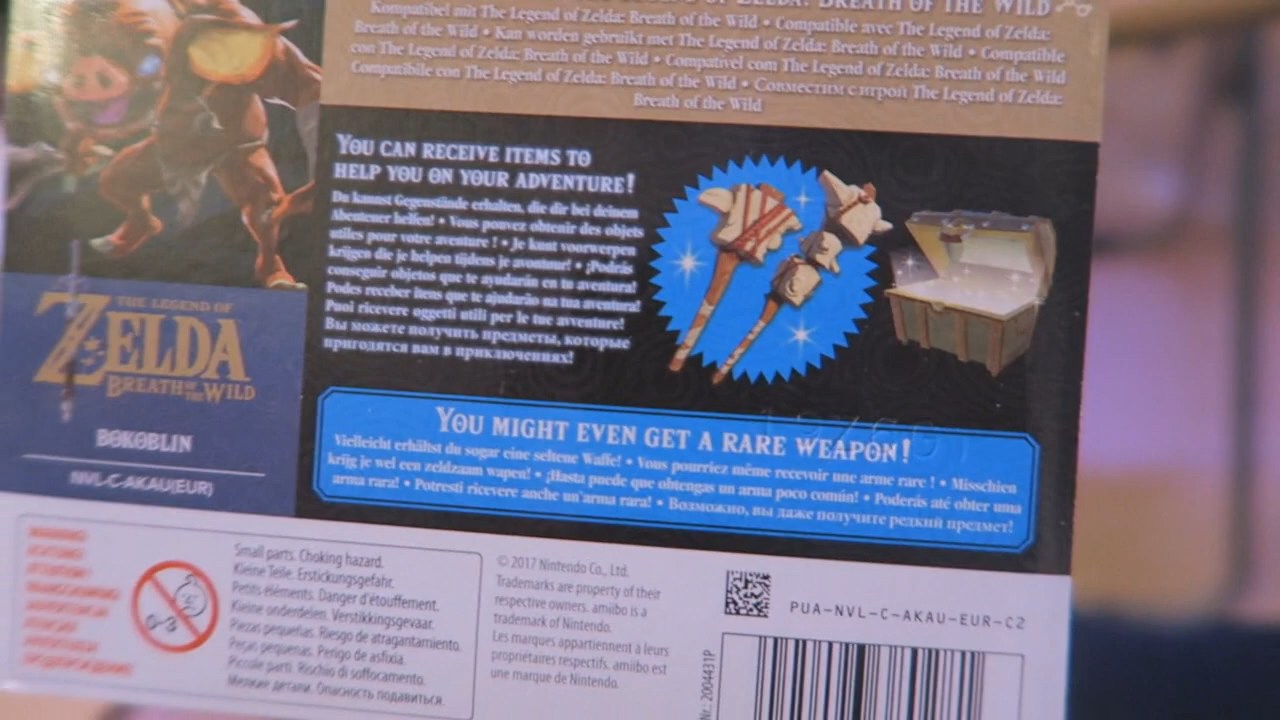 OF ZELDA: BREATH OF THE WILD
Kompatibel mit The Legend of Zelda: Breath of the Wild • Compatible avec The Legend of Zelda:
Breath of the Wild • Kan worden gebruikt met The Legend of Zelda: Breath of the Wild • Compatible
con The Legend of Zelda: Breath of the Wild • Compatível com The Legend of Zelda: Breath of the Wild
Compatibile con The Legend of Zelda: Breath of the Wild • Совместим с игрой The Legend of Zelda:
Breath of the Wild
YOU CAN RECEIVE ITEMS TO
HELP YOU ON YOUR ADVENTURE!
Du kannst Gegenstände erhalten, die dir bei deinem
Abenteuer helfen! • Vous pouvez obtenir des objets
utiles pour votre aventure ! • Je kunt voorwerpen
krijgen die je helpen tijdens je avontuur! • ¡Podrás
conseguir objetos que te ayudarán en tu aventura!
Podes receber itens que te ajudarão na tua aventura!
Puoi ricevere oggetti utili per le tue avventure!
Вы можете получить предметы, которые
пригодятся вам в приключениях!
THE LEGEND OF
ZELDA
BREATH OF THE WILD
BOKOBLIN
NVL-C-AKAU(EUR)
YOU MIGHT EVEN GET A RARE WEAPON!
Vielleicht erhältst du sogar eine seltene Waffe! • Vous pourriez même recevoir une arme rare ! • Misschien
krijg je wel een zeldzaam wapen! • ¡Hasta puede que obtengas un arma poco común! • Poderás até obter uma
arma rara! • Potresti ricevere anche un'arma rara! • Возможно, вы даже получите редкий предмет!
0-3
Small parts. Choking hazard.
Kleine Teile. Erstickungsgefahr.
Petits éléments. Danger d'étouffement.
Kleine onderdelen. Verstikkingsgevaar.
Piezas pequeñas. Riesgo de atragantamiento.
Peças pequenas. Perigo de asfixia.
Piccole parti. Rischio di soffocamento.
Мелкие детали. Опасность подавиться.
© 2017 Nintendo Co., Ltd.
Trademarks are property of their
respective owners. amiibo is a
trademark of Nintendo.
Les marques appartiennent à leurs
propriétaires respectifs. amiibo est
une marque de Nintendo.
PUA-NVL-C-AKAU-EUR-C2
Nr.: 2004431P